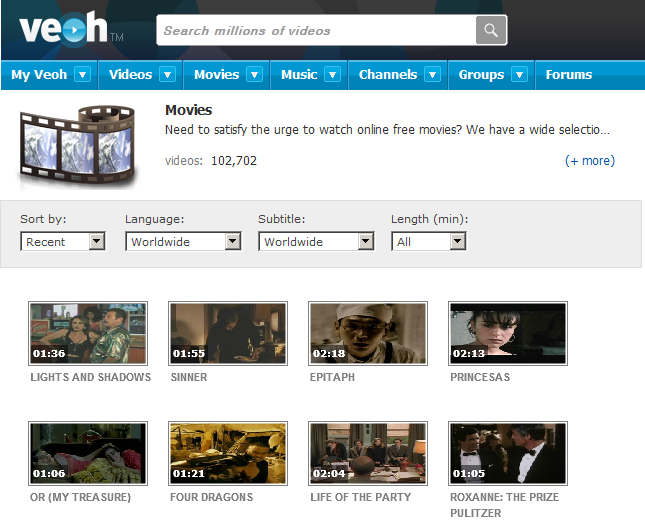 veoh TM
Search millions of videos
My Veoh Videos Movies Music Channels Groups Forums
Movies
Need to satisfy the urge to watch online free movies? We have a wide selectio...
videos: 102,702 (+ more)
Sort by: Language: Subtitle: Length (min):
Recent Worldwide Worldwide All
01:36 01:55 02:18 02:13
LIGHTS AND SHADOWS SINNER EPITAPH PRINCESAS
01:06 01:21 02:04 01:05
OR (MY TREASURE) FOUR DRAGONS LIFE OF THE PARTY ROXANNE: THE PRIZE
PULITZER